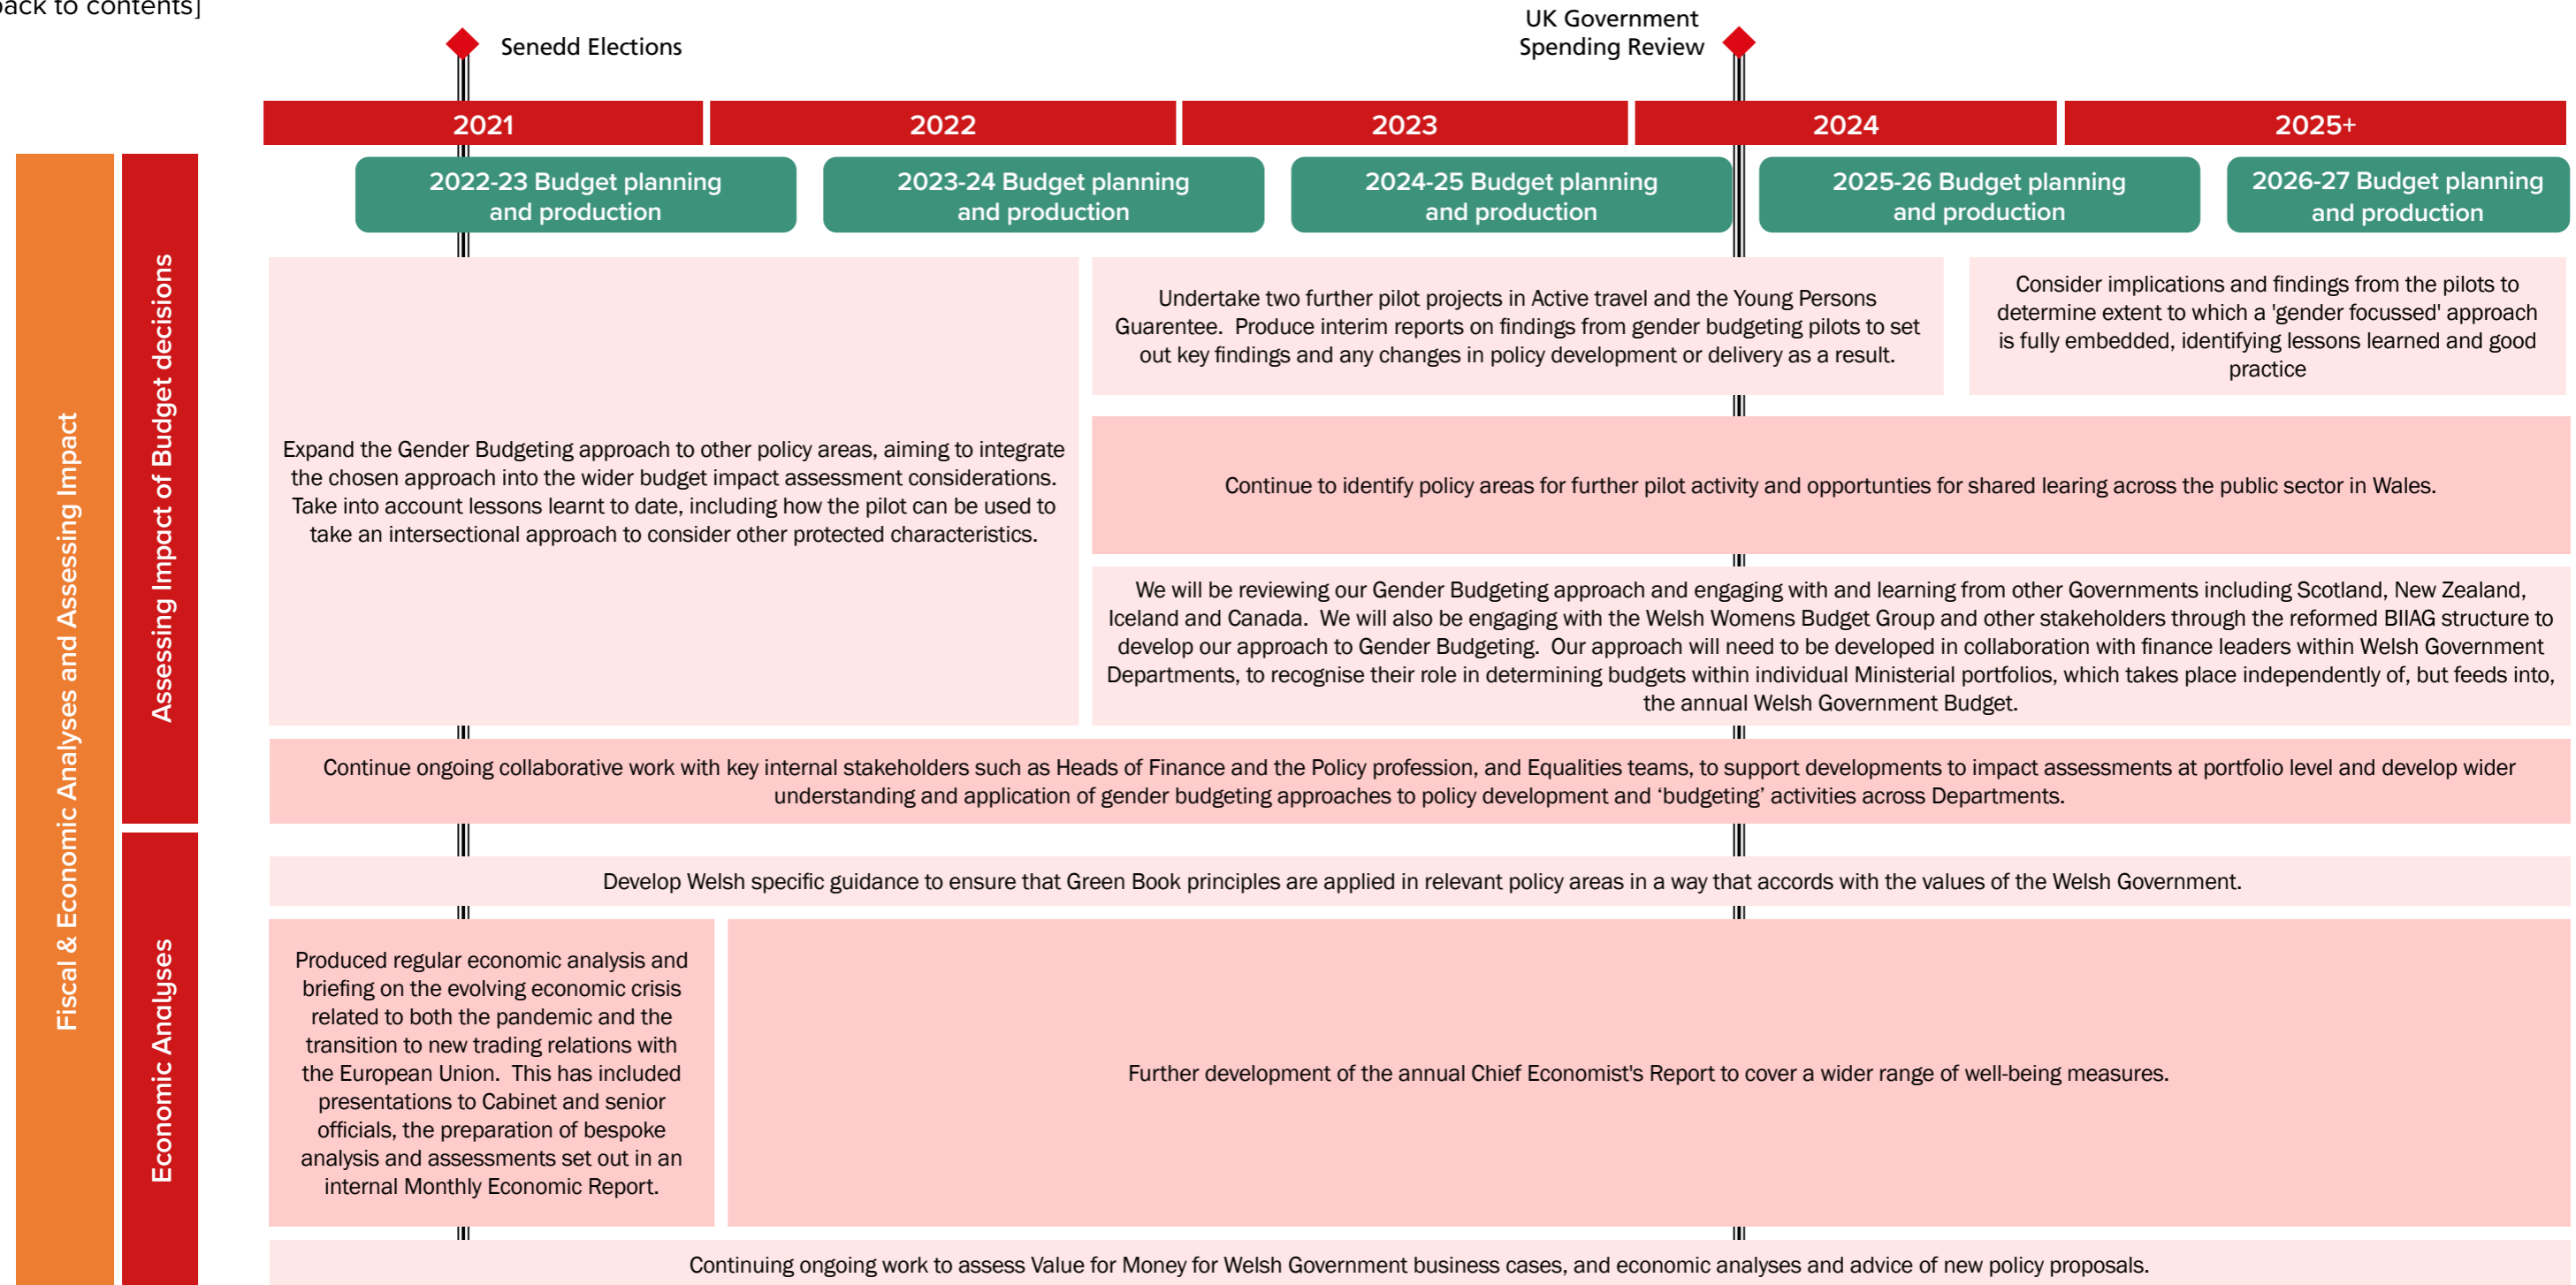 back to contents]
Senedd Elections
UK Government
Spending Review
2021
2022
2023
2024
2025+
2022-23 Budget planning
and production
2023-24 Budget planning
and production
2024-25 Budget planning
and production
2025-26 Budget planning
and production
2026-27 Budget planning
and production
Fiscal & Economic Analyses and Assessing Impact
Assessing Impact of Budget decisions
Expand the Gender Budgeting approach to other policy areas, aiming to integrate
the chosen approach into the wider budget impact assessment considerations.
Take into account lessons learnt to date, including how the pilot can be used to
take an intersectional approach to consider other protected characteristics.
Undertake two further pilot projects in Active travel and the Young Persons
Guarentee. Produce interim reports on findings from gender budgeting pilots to set
out key findings and any changes in policy development or delivery as a result.
Consider implications and findings from the pilots to
determine extent to which a 'gender focussed' approach
is fully embedded, identifying lessons learned and good
practice
Continue to identify policy areas for further pilot activity and opportunties for shared learing across the public sector in Wales.
We will be reviewing our Gender Budgeting approach and engaging with and learning from other Governments including Scotland, New Zealand,
Iceland and Canada. We will also be engaging with the Welsh Womens Budget Group and other stakeholders through the reformed BIIAG structure to
develop our approach to Gender Budgeting. Our approach will need to be developed in collaboration with finance leaders within Welsh Government
Departments, to recognise their role in determining budgets within individual Ministerial portfolios, which takes place independently of, but feeds into,
the annual Welsh Government Budget.
Continue ongoing collaborative work with key internal stakeholders such as Heads of Finance and the Policy profession, and Equalities teams, to support developments to impact assessments at portfolio level and develop wider
understanding and application of gender budgeting approaches to policy development and ‘budgeting’ activities across Departments.
Economic Analyses
Develop Welsh specific guidance to ensure that Green Book principles are applied in relevant policy areas in a way that accords with the values of the Welsh Government.
Produced regular economic analysis and
briefing on the evolving economic crisis
related to both the pandemic and the
transition to new trading relations with
the European Union. This has included
presentations to Cabinet and senior
officials, the preparation of bespoke
analysis and assessments set out in an
internal Monthly Economic Report.
Further development of the annual Chief Economist's Report to cover a wider range of well-being measures.
Continuing ongoing work to assess Value for Money for Welsh Government business cases, and economic analyses and advice of new policy proposals.